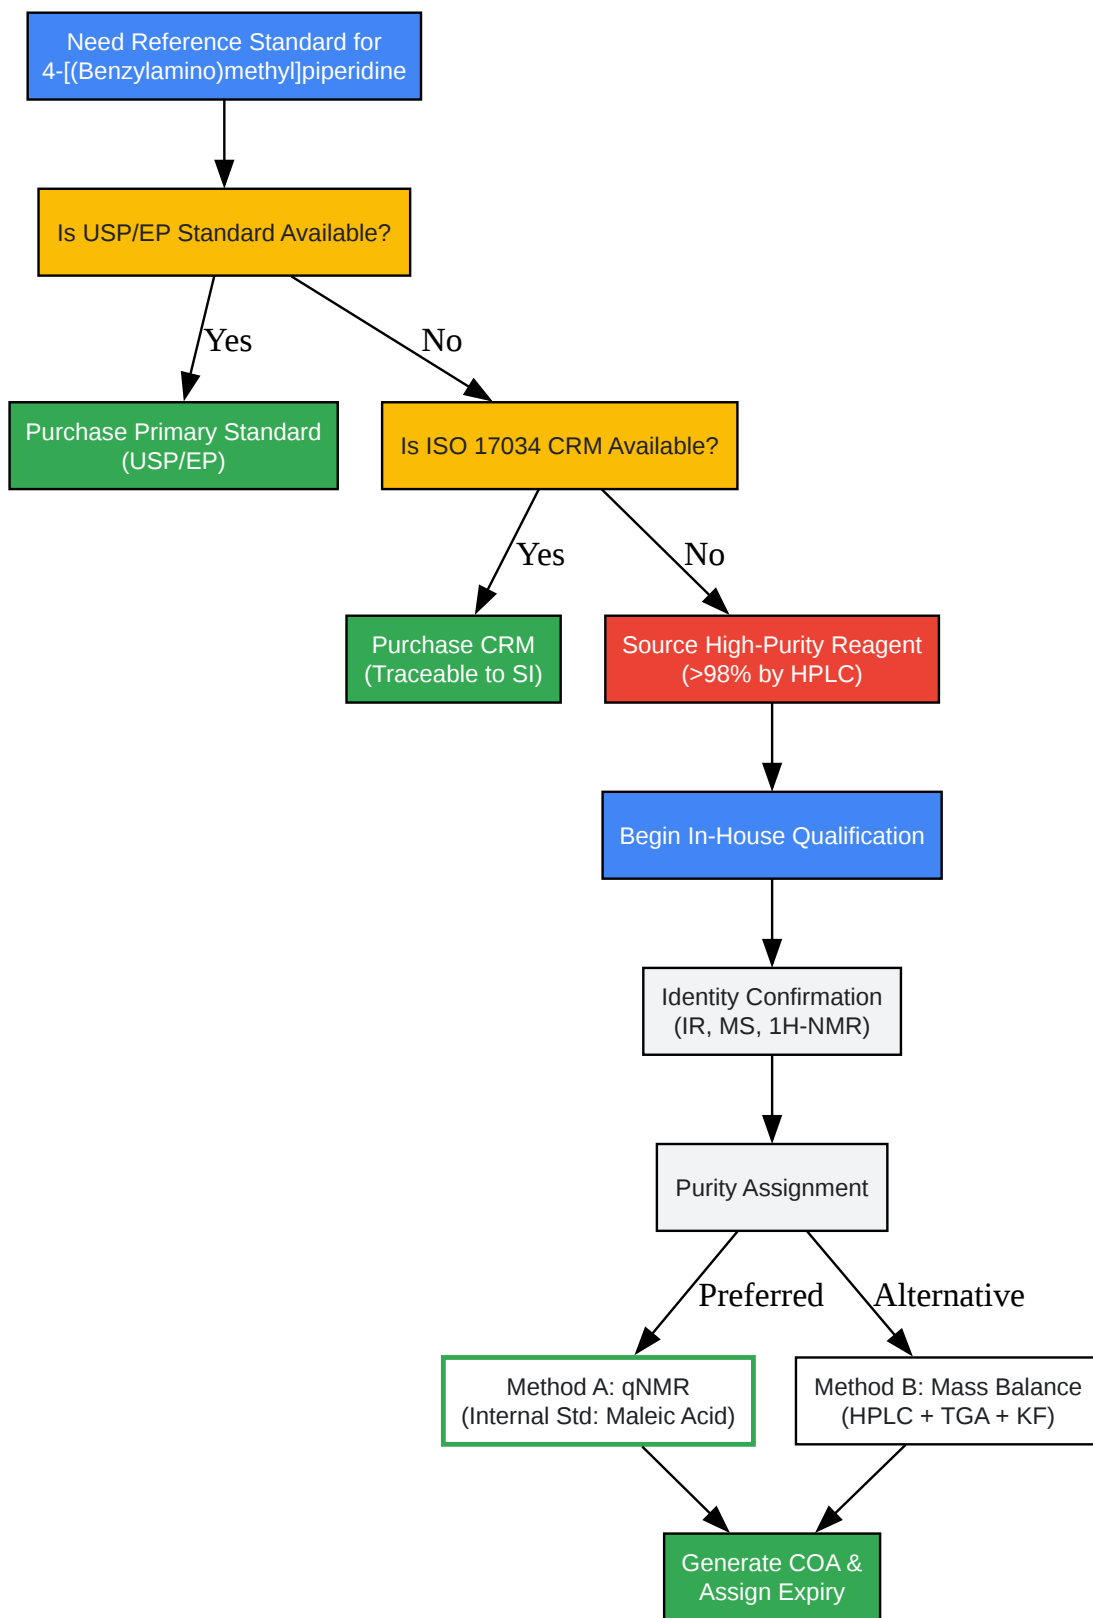 Need Reference Standard for
4-[(Benzylamino)methyl]piperidine
Is USP/EP Standard Available?
Yes
No
Purchase Primary Standard
(USP/EP)
Is ISO 17034 CRM Available?
Yes
No
Purchase CRM
(Traceable to SI)
Source High-Purity Reagent
(>98% by HPLC)
Begin In-House Qualification
Identity Confirmation
(IR, MS, 1H-NMR)
Purity Assignment
Preferred
Alternative
Method A: qNMR
(Internal Std: Maleic Acid)
Method B: Mass Balance
(HPLC + TGA + KF)
Generate COA &
Assign Expiry